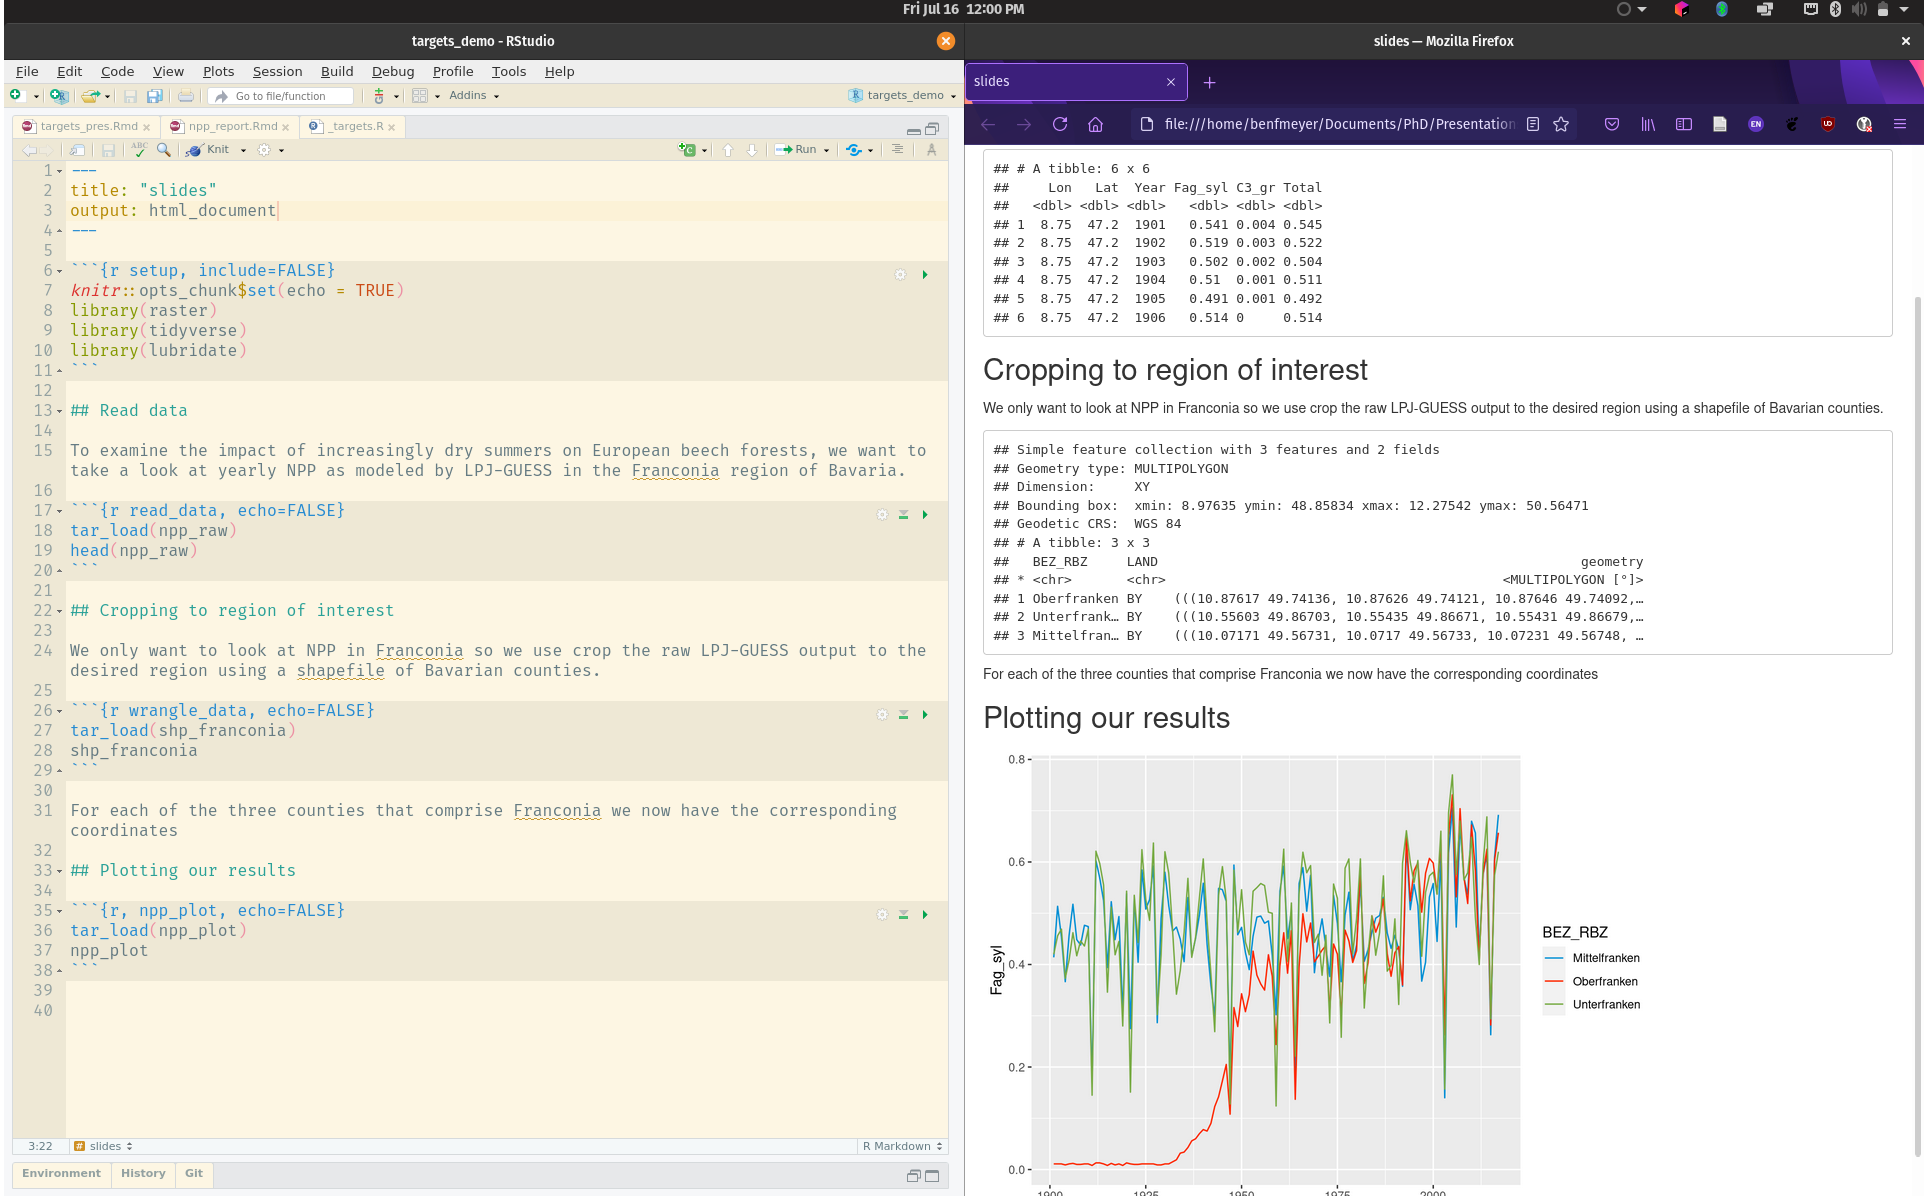 Fri Jul 16  12:00 PM
targets_demo - RStudio
File Edit Code View Plots Session Build Debug Profile Tools Help
Go to file/function Addins targets_demo
targets_pres.Rmd npp_report.Rmd _targets.R
ABC Knit Run
1 ---
2 title: "slides"
3 output: html_document
4 ---
5
6 ```{r setup, include=FALSE}
7 knitr::opts_chunk$set(echo = TRUE)
8 library(raster)
9 library(tidyverse)
10 library(lubridate)
11 ```
12
13 ## Read data
14
15 To examine the impact of increasingly dry summers on European beech forests, we want to
take a look at yearly NPP as modeled by LPJ-GUESS in the Franconia region of Bavaria.
16
17 ```{r read_data, echo=FALSE}
18 tar_load(npp_raw)
19 head(npp_raw)
20 ```
21
22 ## Cropping to region of interest
23
24 We only want to look at NPP in Franconia so we use crop the raw LPJ-GUESS output to the
desired region using a shapefile of Bavarian counties.
25
26 ```{r wrangle_data, echo=FALSE}
27 tar_load(shp_franconia)
28 shp_franconia
29 ```
30
31 For each of the three counties that comprise Franconia we now have the corresponding
coordinates
32
33 ## Plotting our results
34
35 ```{r, npp_plot, echo=FALSE}
36 tar_load(npp_plot)
37 npp_plot
38 ```
39
40
3:22 # slides R Markdown
Environment History Git
slides — Mozilla Firefox
slides
file:///home/benfmeyer/Documents/PhD/Presentation
EN
## # A tibble: 6 x 6
##     Lon   Lat  Year Fag_syl C3_gr Total
##   <dbl> <dbl> <dbl>   <dbl> <dbl> <dbl>
## 1  8.75  47.2  1901   0.541 0.004 0.545
## 2  8.75  47.2  1902   0.519 0.003 0.522
## 3  8.75  47.2  1903   0.502 0.002 0.504
## 4  8.75  47.2  1904   0.51  0.001 0.511
## 5  8.75  47.2  1905   0.491 0.001 0.492
## 6  8.75  47.2  1906   0.514 0     0.514
Cropping to region of interest
We only want to look at NPP in Franconia so we use crop the raw LPJ-GUESS output to the desired region using a shapefile of Bavarian counties.
## Simple feature collection with 3 features and 2 fields
## Geometry type: MULTIPOLYGON
## Dimension:     XY
## Bounding box:  xmin: 8.97635 ymin: 48.85834 xmax: 12.27542 ymax: 50.56471
## Geodetic CRS:  WGS 84
## # A tibble: 3 x 3
##   BEZ_RBZ     LAND                                                      geometry
## * <chr>       <chr>                                           <MULTIPOLYGON [°]>
## 1 Oberfranken BY    (((10.87617 49.74136, 10.87626 49.74121, 10.87646 49.74092,…
## 2 Unterfrank… BY    (((10.55603 49.86703, 10.55435 49.86671, 10.55431 49.86679,…
## 3 Mittelfran… BY    (((10.07171 49.56731, 10.0717 49.56733, 10.07231 49.56748, …
For each of the three counties that comprise Franconia we now have the corresponding coordinates
Plotting our results
0.8
0.6
0.4
0.2
0.0
Fag_syl
1900 1925 1950 1975 2000
BEZ_RBZ
Mittelfranken
Oberfranken
Unterfranken